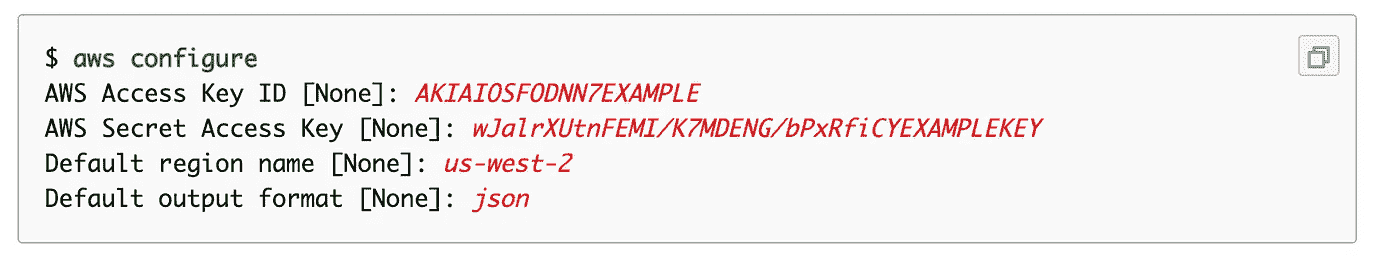 $ aws configure
AWS Access Key ID [None]: AKIAIOSFODNN7EXAMPLE
AWS Secret Access Key [None]: wJalrXUtnFEMI/K7MDENG/bPxRfiCYEXAMPLEKEY
Default region name [None]: us-west-2
Default output format [None]: json